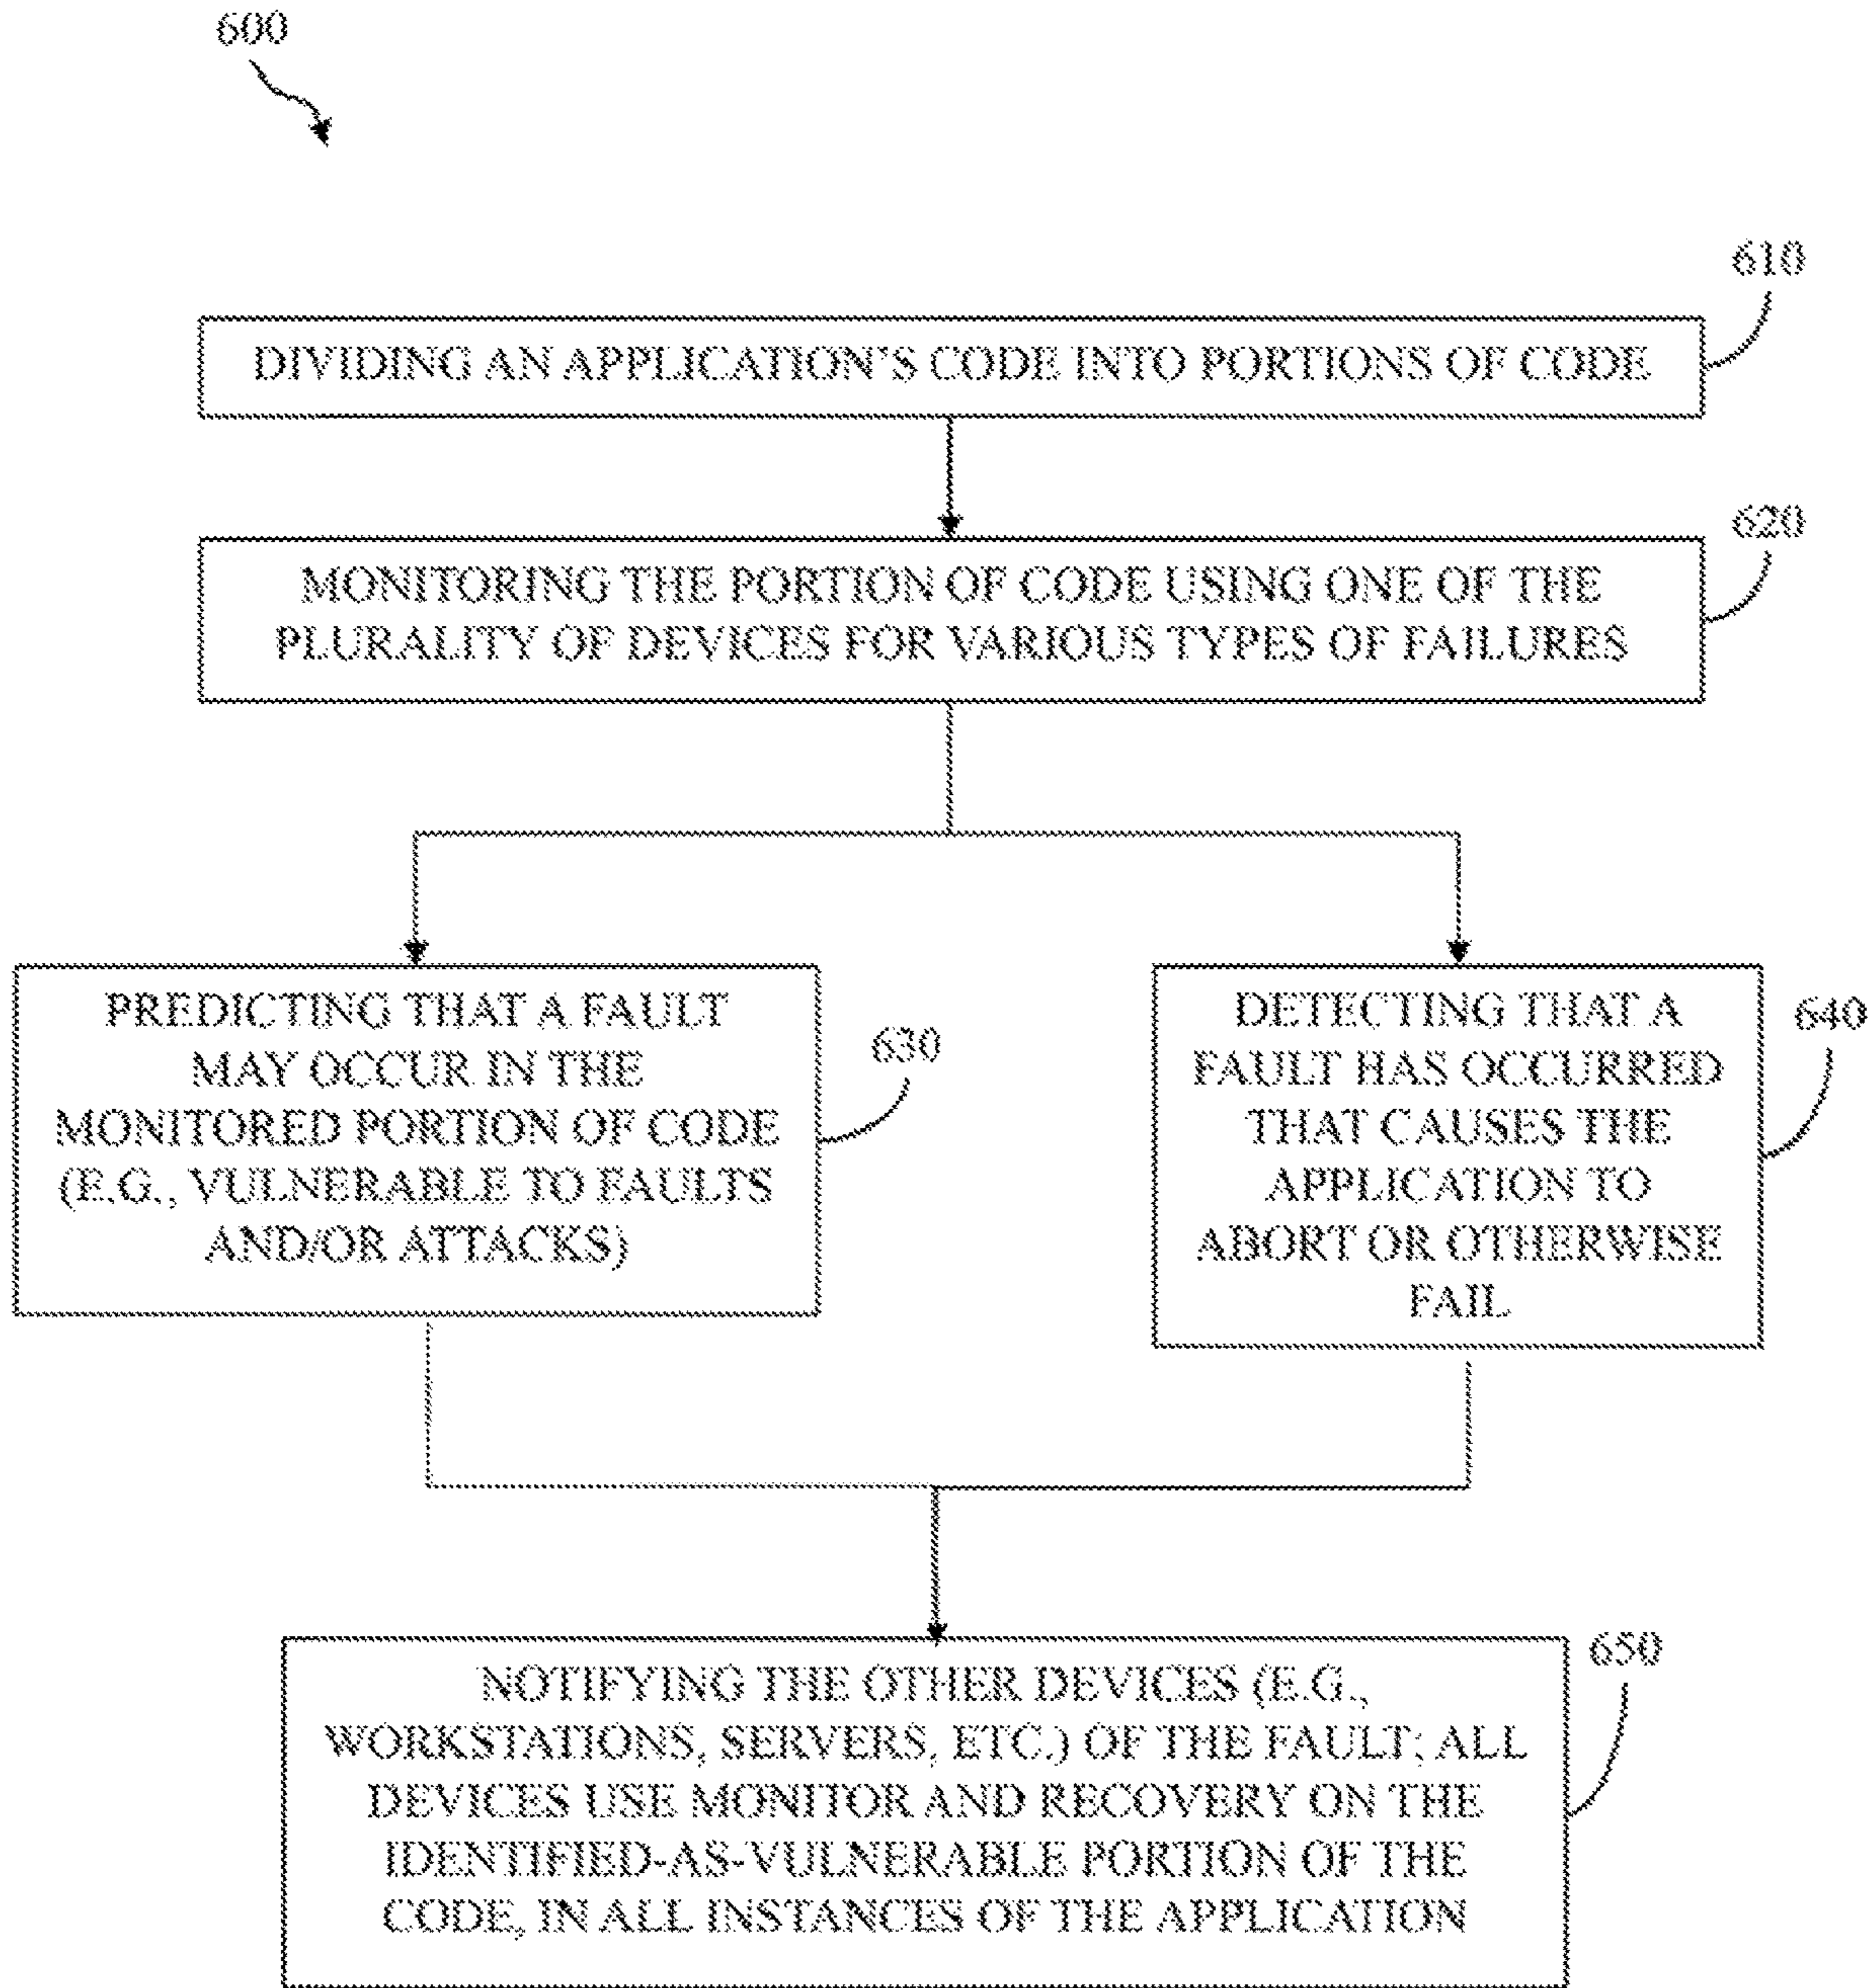 600
610
DIVIDING AN APPLICATION'S CODE INTO PORTIONS OF CODE
620
MONITORING THE PORTION OF CODE USING ONE OF THE
PLURALITY OF DEVICES FOR VARIOUS TYPES OF FAILURES
630
PREDICTING THAT A FAULT
MAY OCCUR IN THE
MONITORED PORTION OF CODE
(E.G., VULNERABLE TO FAULTS
AND/OR ATTACKS)
640
DETECTING THAT A
FAULT HAS OCCURRED
THAT CAUSES THE
APPLICATION TO
ABORT OR OTHERWISE
FAIL
650
NOTIFYING THE OTHER DEVICES (E.G.,
WORKSTATIONS, SERVERS, ETC.) OF THE FAULT; ALL
DEVICES USE MONITOR AND RECOVERY ON THE
IDENTIFIED-AS-VULNERABLE PORTION OF THE
CODE, IN ALL INSTANCES OF THE APPLICATION